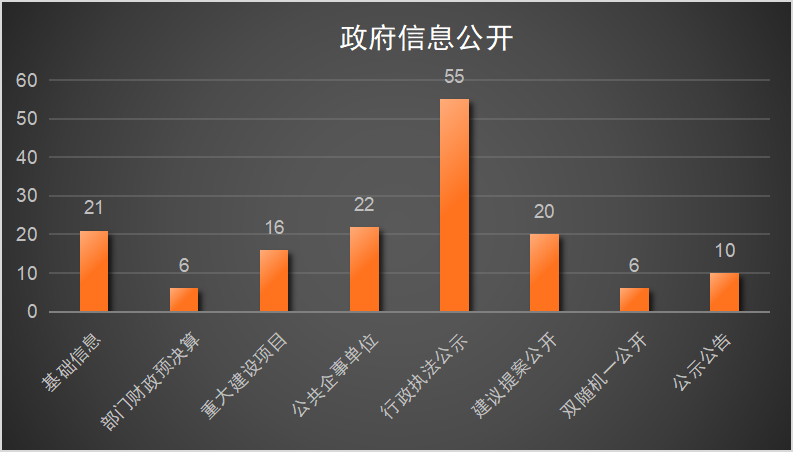 政府信息公开
60
50
40
30
20
10
0
21
6
16
22
55
20
6
10
基础信息
部门财政预决算
重大建设项目
公共企事单位
行政执法公示
建议提案公开
双随机一公开
公示公告